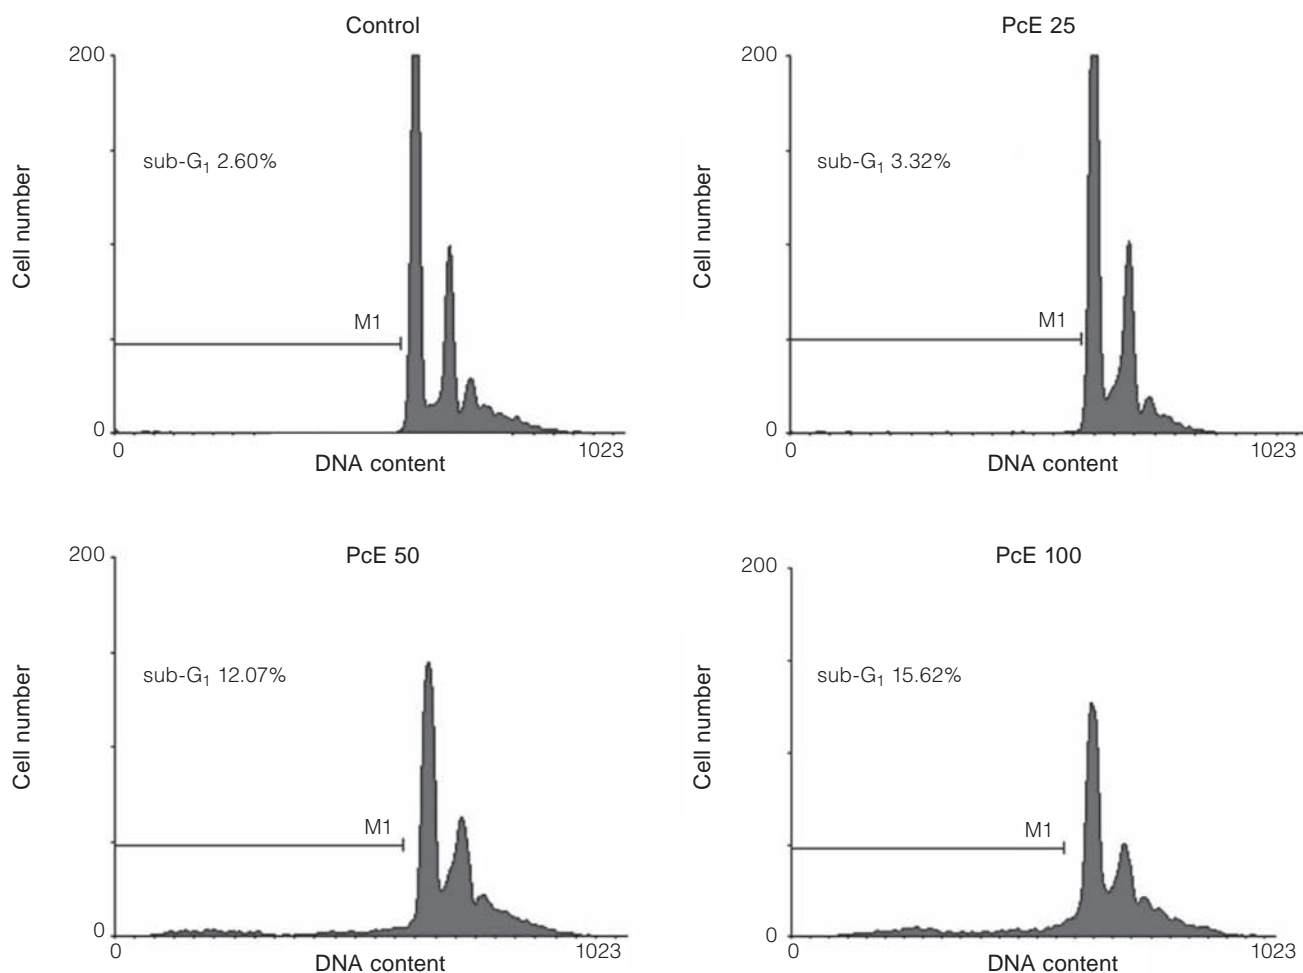 Control
200
Cell number
sub-G₁ 2.60%
M1
0
0
1023
DNA content
PcE 25
200
Cell number
sub-G₁ 3.32%
M1
0
0
1023
DNA content
PcE 50
200
Cell number
sub-G₁ 12.07%
M1
0
0
1023
DNA content
PcE 100
200
Cell number
sub-G₁ 15.62%
M1
0
0
1023
DNA content